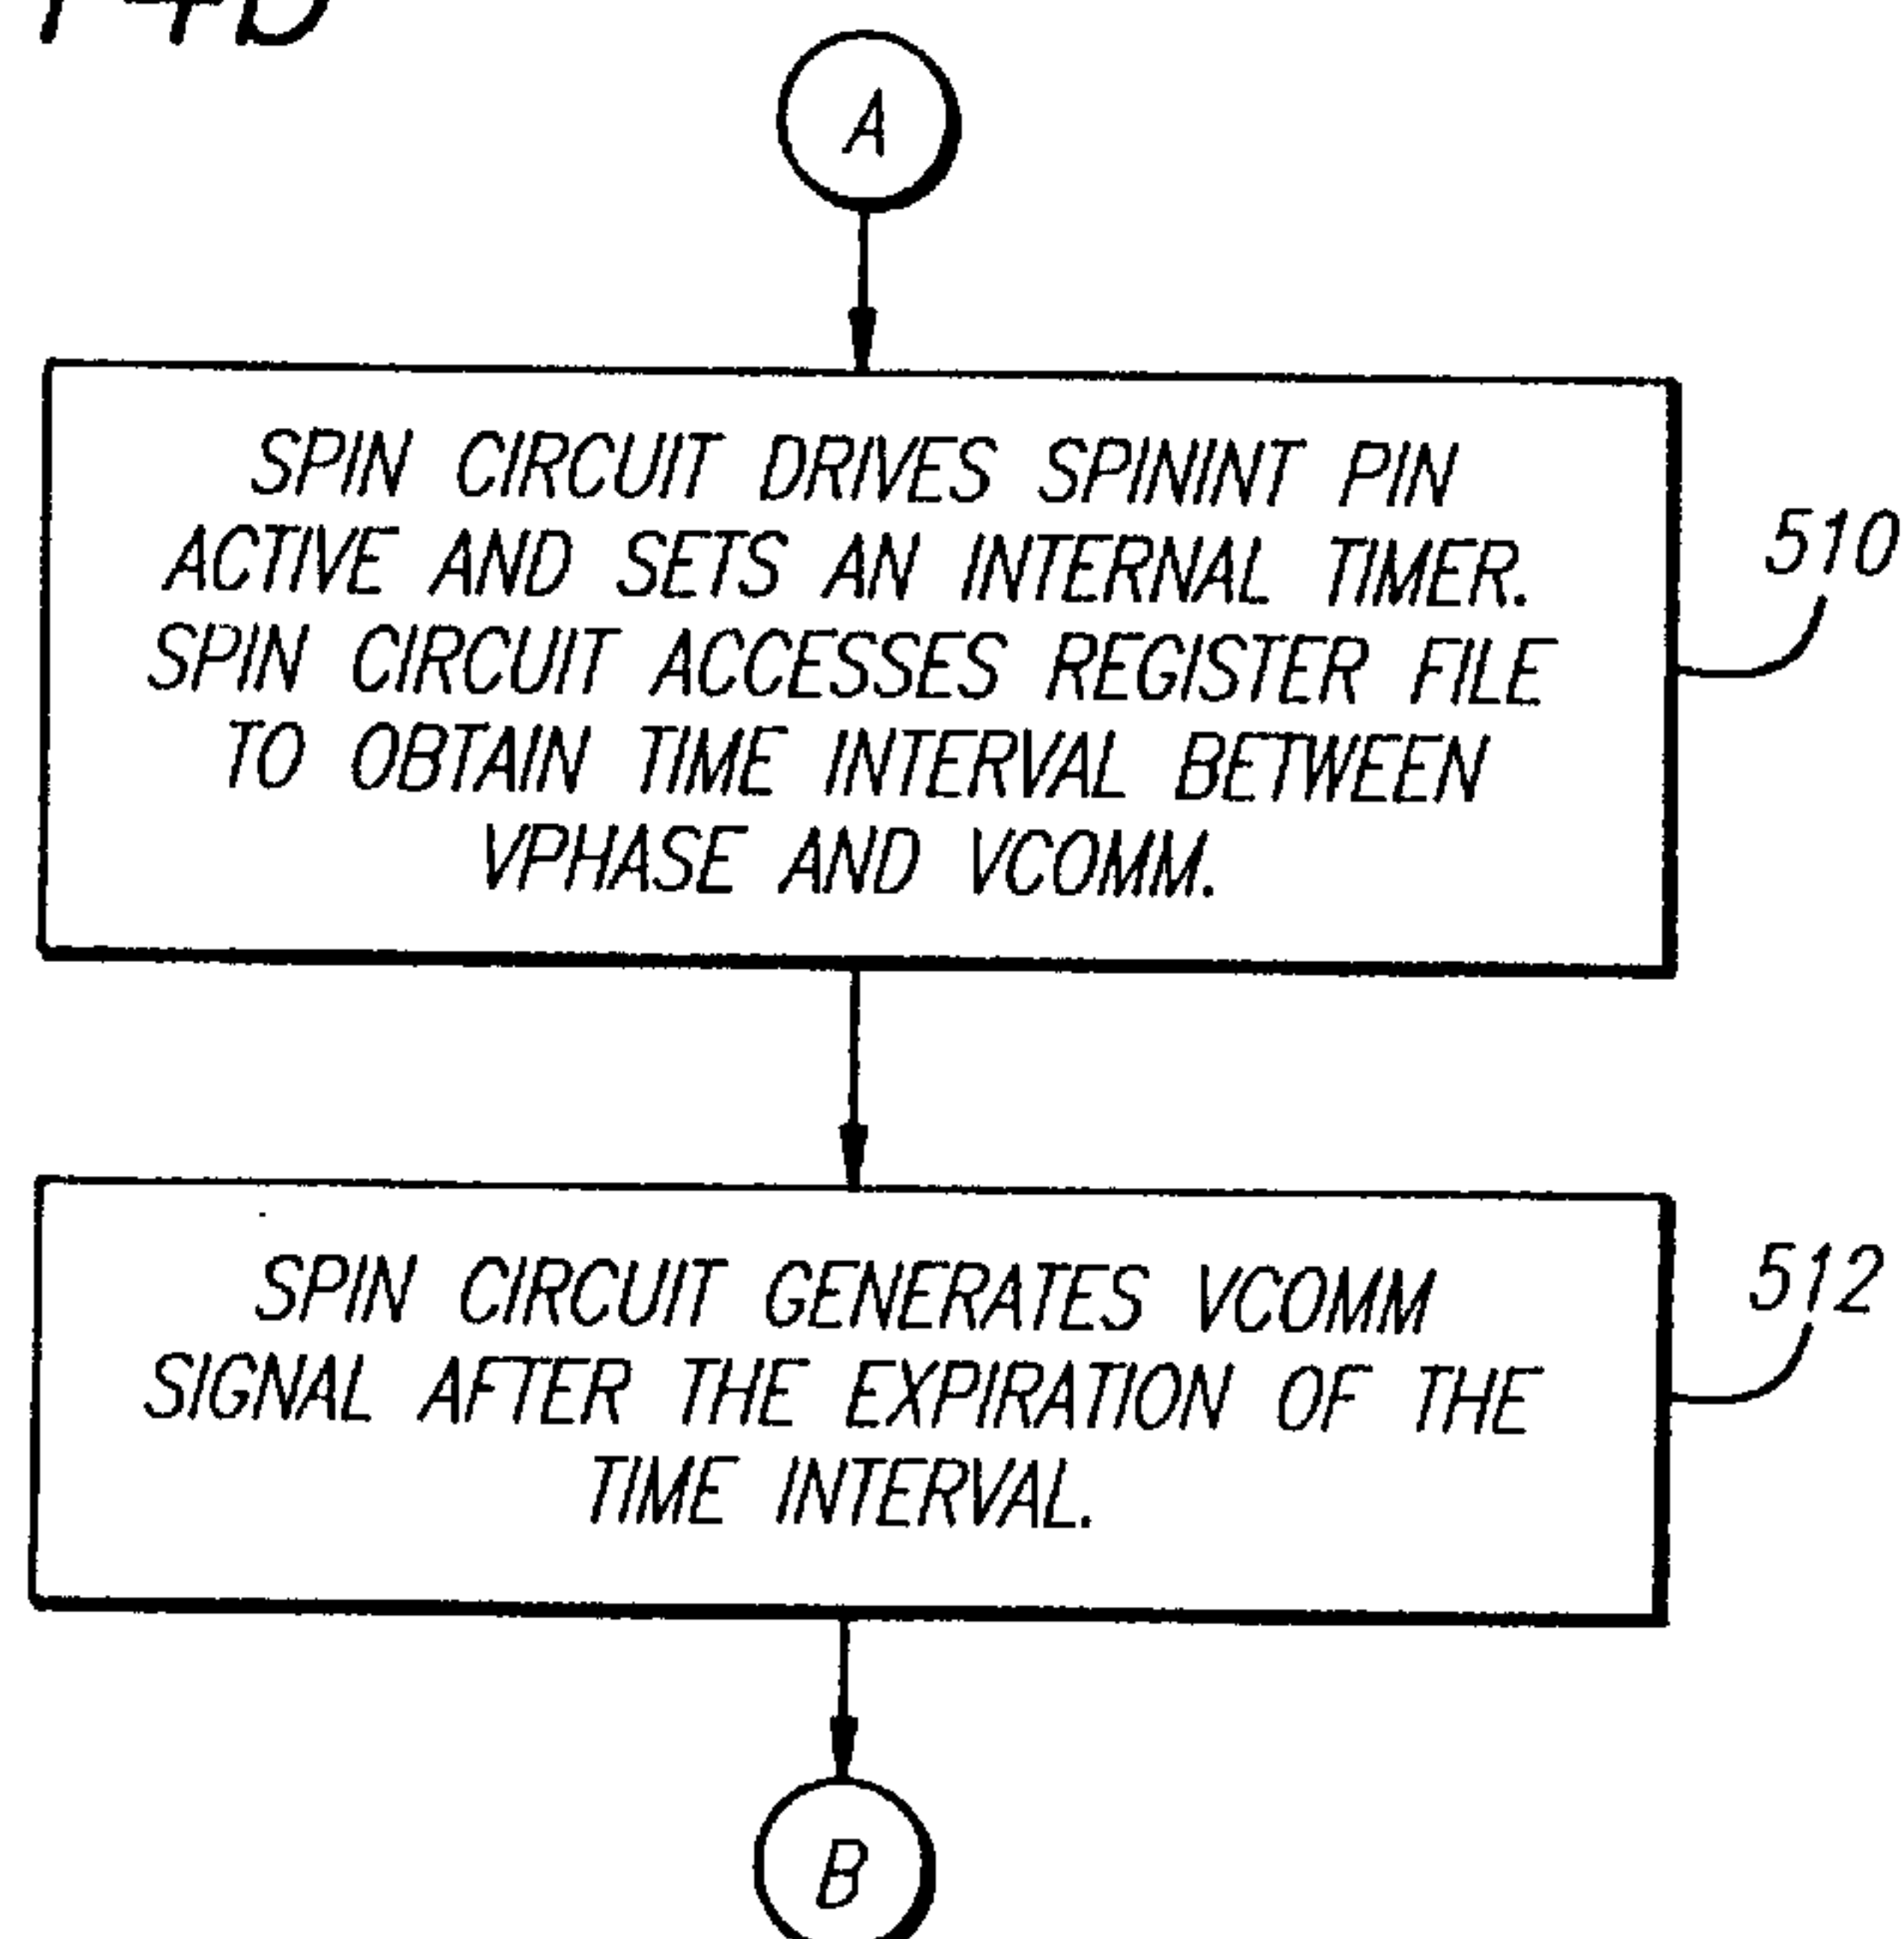 A
SPIN CIRCUIT DRIVES SPININT PIN
ACTIVE AND SETS AN INTERNAL TIMER.
SPIN CIRCUIT ACCESSES REGISTER FILE
TO OBTAIN TIME INTERVAL BETWEEN
VPHASE AND VCOMM.
510
SPIN CIRCUIT GENERATES VCOMM
SIGNAL AFTER THE EXPIRATION OF THE
TIME INTERVAL.
512
B